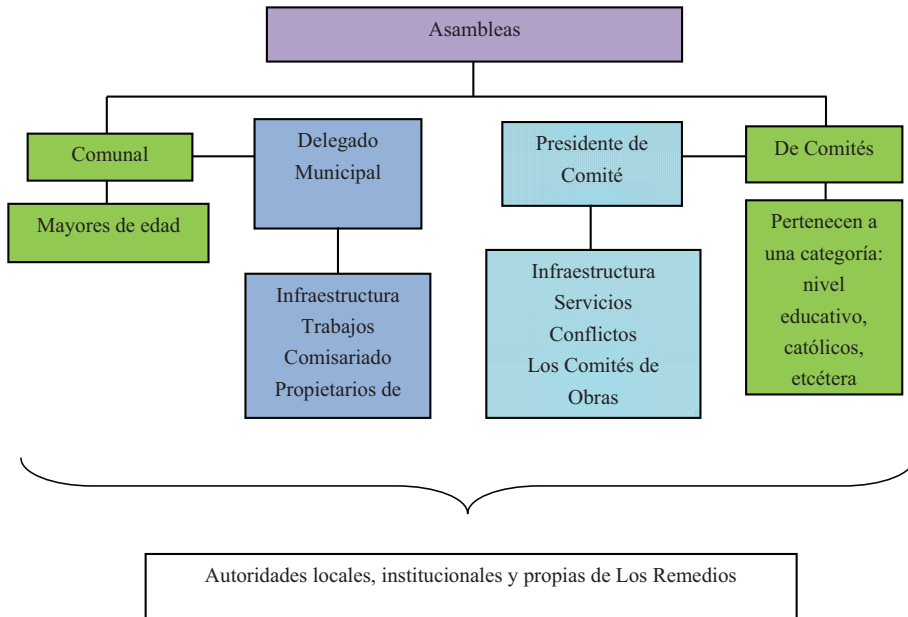 Asambleas
Comunal
Delegado
Municipal
Presidente de
Comité
De Comités
Mayores de edad
Infraestructura
Trabajos
Comisariado
Propietarios de
Infraestructura
Servicios
Conflictos
Los Comités de
Obras
Pertenecen a
una categoría:
nivel
educativo,
católicos,
etcétera
Autoridades locales, institucionales y propias de Los Remedios